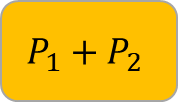 P₁ + P₂